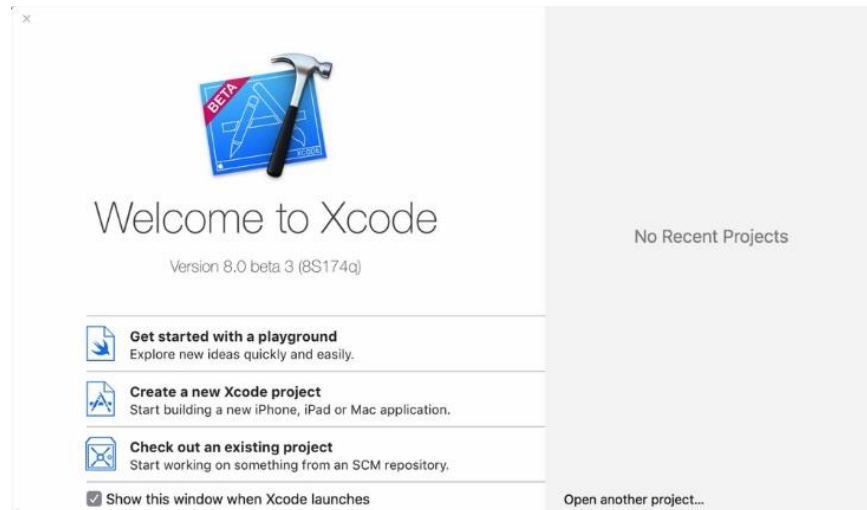 BETA
XCODE
Welcome to Xcode
Version 8.0 beta 3 (8S174q)
Get started with a playground
Explore new ideas quickly and easily.
Create a new Xcode project
Start building a new iPhone, iPad or Mac application.
Check out an existing project
Start working on something from an SCM repository.
Show this window when Xcode launches
No Recent Projects
Open another project...